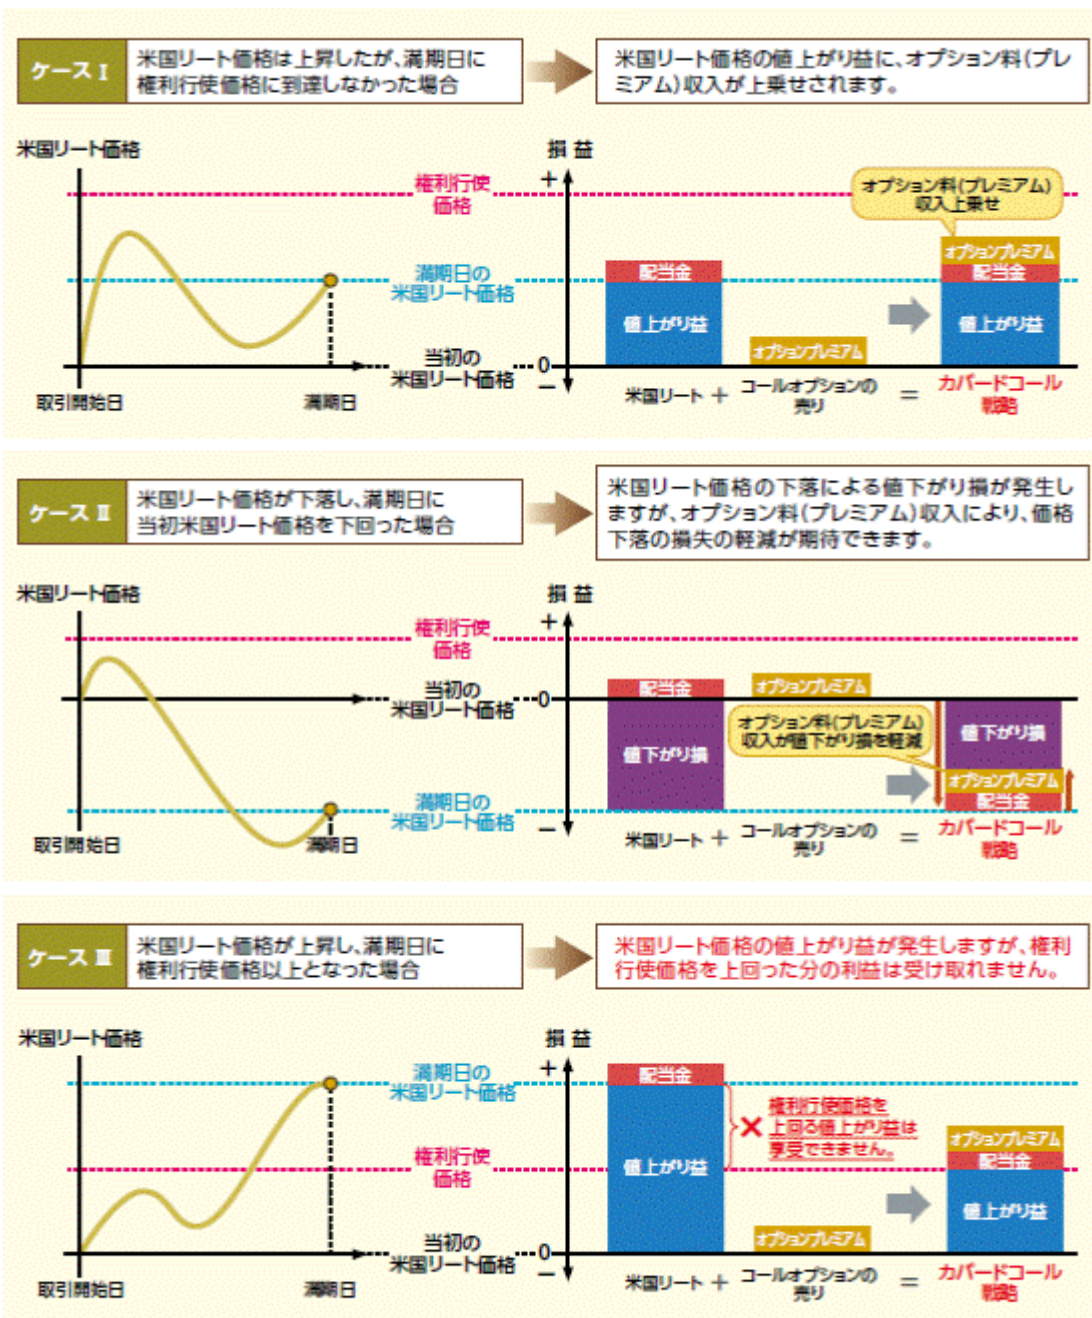 ケース I
米国リート価格は上昇したが、満期日に
権利行使価格に到達しなかった場合
米国リート価格の値上がり益に、オプション料(プレ
ミアム)収入が上乗せされます。
米国リート価格
権利行使
価格
満期日の
米国リート価格
当初の
米国リート価格
取引開始日
満期日
損 益
+
0
−
オプション料(プレミアム)
収入上乗せ
配当金
値上がり益
オプションプレミアム
オプションプレミアム
配当金
値上がり益
米国リート
+
コールオプションの
売り
=
カバードコール
戦略
ケース II
米国リート価格が下落し、満期日に
当初米国リート価格を下回った場合
米国リート価格の下落による値下がり損が発生し
ますが、オプション料(プレミアム)収入により、価格
下落の損失の軽減が期待できます。
米国リート価格
権利行使
価格
当初の
米国リート価格
満期日の
米国リート価格
取引開始日
満期日
損 益
+
0
−
配当金
値下がり損
オプションプレミアム
オプション料(プレミアム)
収入が値下がり損を軽減
値下がり損
オプションプレミアム
配当金
米国リート
+
コールオプションの
売り
=
カバードコール
戦略
ケース III
米国リート価格が上昇し、満期日に
権利行使価格以上となった場合
米国リート価格の値上がり益が発生しますが、権利
行使価格を上回った分の利益は受け取れません。
米国リート価格
満期日の
米国リート価格
権利行使
価格
当初の
米国リート価格
取引開始日
満期日
損 益
+
0
−
配当金
値上がり益
×
権利行使価格を
上回る値上がり益は
享受できません。
オプションプレミアム
オプションプレミアム
配当金
値上がり益
米国リート
+
コールオプションの
売り
=
カバードコール
戦略